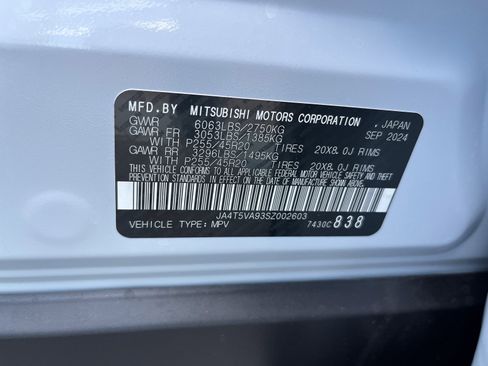 MFD.BY MITSUBISHI MOTORS CORPORATION, JAPAN
GVWR 6063LBS/2750KG SEP 2024
GAWR FR 3053LBS/1385KG
WITH P255/45R20 TIRES 20X8.0J RIMS
GAWR RR 3296LBS/1495KG
WITH P255/45R20 TIRES 20X8.0J RIMS
THIS VEHICLE CONFORMS TO ALL APPLICABLE FEDERAL MOTOR VEHICLE SAFETY, BUMPER, AND THEFT
PREVENTION STANDARDS IN EFFECT ON THE DATE OF MANUFACTURE SHOWN ABOVE.
JA4T5VA93SZ002603
VEHICLE TYPE:MPV 7430C 838